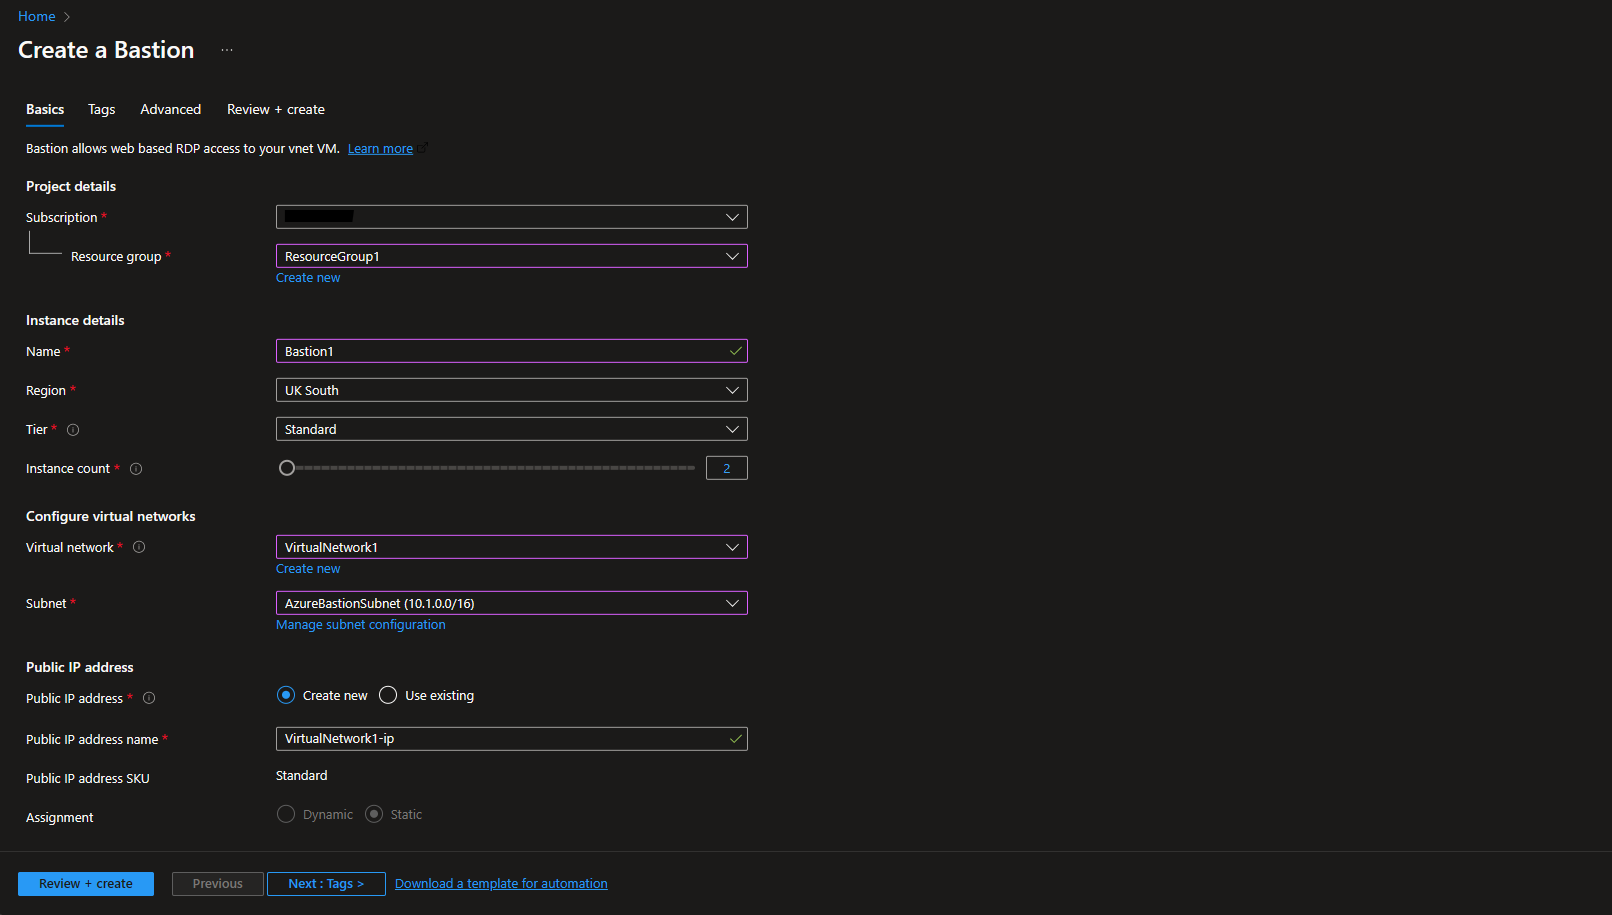 Home >
Create a Bastion ...
Basics Tags Advanced Review + create
Bastion allows web based RDP access to your vnet VM. Learn more
Project details
Subscription *
Resource group * ResourceGroup1
Create new
Instance details
Name * Bastion1
Region * UK South
Tier * Standard
Instance count * 2
Configure virtual networks
Virtual network * VirtualNetwork1
Create new
Subnet * AzureBastionSubnet (10.1.0.0/16)
Manage subnet configuration
Public IP address
Public IP address * Create new Use existing
Public IP address name * VirtualNetwork1-ip
Public IP address SKU Standard
Assignment Dynamic Static
Review + create Previous Next : Tags > Download a template for automation